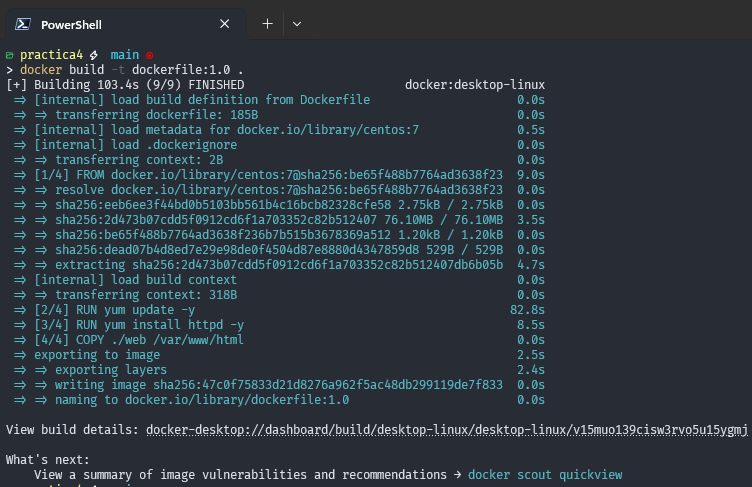 PowerShell
practica4 main
> docker build -t dockerfile:1.0 .
[+] Building 103.4s (9/9) FINISHED docker:desktop-linux
=> [internal] load build definition from Dockerfile 0.0s
=> => transferring dockerfile: 185B 0.0s
=> [internal] load metadata for docker.io/library/centos:7 0.5s
=> [internal] load .dockerignore 0.0s
=> => transferring context: 2B 0.0s
=> [1/4] FROM docker.io/library/centos:7@sha256:be65f488b7764ad3638f23 9.0s
=> => resolve docker.io/library/centos:7@sha256:be65f488b7764ad3638f23 0.0s
=> => sha256:eeb6ee3f44bd0b5103bb561b4c16bcb82328cfe58 2.75kB / 2.75kB 0.0s
=> => sha256:2d473b07cdd5f0912cd6f1a703352c82b512407 76.10MB / 76.10MB 3.5s
=> => sha256:be65f488b7764ad3638f236b7b515b3678369a512 1.20kB / 1.20kB 0.0s
=> => sha256:dead07b4d8ed7e29e98de0f4504d87e8880d4347859d8 529B / 529B 0.0s
=> => extracting sha256:2d473b07cdd5f0912cd6f1a703352c82b512407db6b05b 4.7s
=> [internal] load build context 0.0s
=> => transferring context: 318B 0.0s
=> [2/4] RUN yum update -y 82.8s
=> [3/4] RUN yum install httpd -y 8.5s
=> [4/4] COPY ./web /var/www/html 0.0s
=> exporting to image 2.5s
=> => exporting layers 2.4s
=> => writing image sha256:47c0f75833d21d8276a962f5ac48db299119de7f833 0.0s
=> => naming to docker.io/library/dockerfile:1.0 0.0s
View build details: docker-desktop://dashboard/build/desktop-linux/desktop-linux/v15muo139cisw3rvo5u15ygmj
What's next:
View a summary of image vulnerabilities and recommendations → docker scout quickview